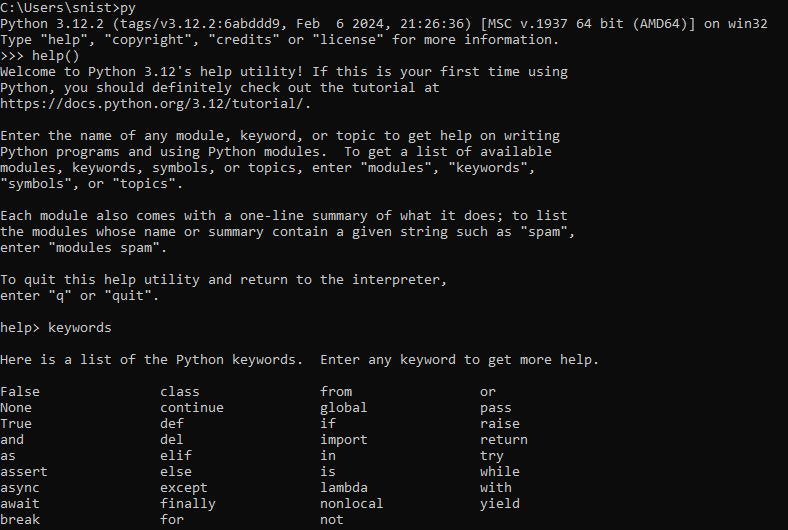 C:\Users\snist>py
Python 3.12.2 (tags/v3.12.2:6abddd9, Feb  6 2024, 21:26:36) [MSC v.1937 64 bit (AMD64)] on win32
Type "help", "copyright", "credits" or "license" for more information.
>>> help()
Welcome to Python 3.12's help utility! If this is your first time using
Python, you should definitely check out the tutorial at
https://docs.python.org/3.12/tutorial/.

Enter the name of any module, keyword, or topic to get help on writing
Python programs and using Python modules.  To get a list of available
modules, keywords, symbols, or topics, enter "modules", "keywords",
"symbols", or "topics".

Each module also comes with a one-line summary of what it does; to list
the modules whose name or summary contain a given string such as "spam",
enter "modules spam".

To quit this help utility and return to the interpreter,
enter "q" or "quit".

help> keywords

Here is a list of the Python keywords.  Enter any keyword to get more help.

False               class               from                or
None                continue            global              pass
True                def                 if                  raise
and                 del                 import              return
as                  elif                in                  try
assert              else                is                  while
async               except              lambda              with
await               finally             nonlocal            yield
break               for                 not